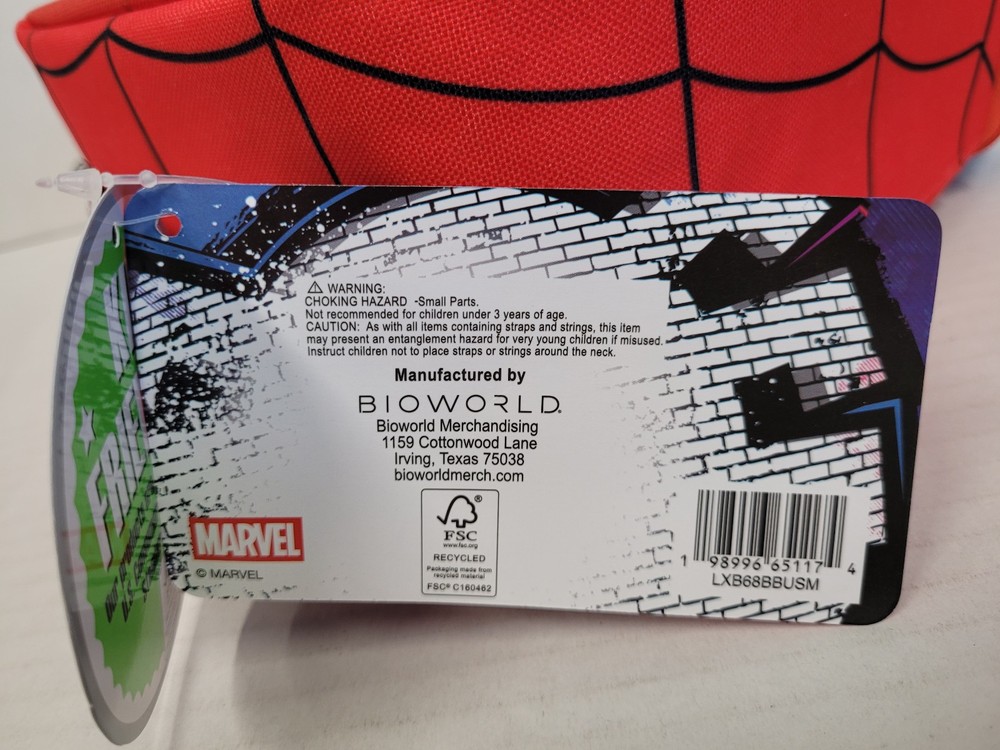 ⚠ WARNING:
CHOKING HAZARD -Small Parts.
Not recommended for children under 3 years of age.
CAUTION: As with all items containing straps and strings, this item
may present an entanglement hazard for very young children if misused.
Instruct children not to place straps or strings around the neck.
Manufactured by
BIOWORLD®
Bioworld Merchandising
1159 Cottonwood Lane
Irving, Texas 75038
bioworldmerch.com
FSC®
www.fsc.org
RECYCLED
Packaging made from
recycled material
FSC® C160462
MARVEL
© MARVEL
1 98996 65117 4
LXB68BBUSM